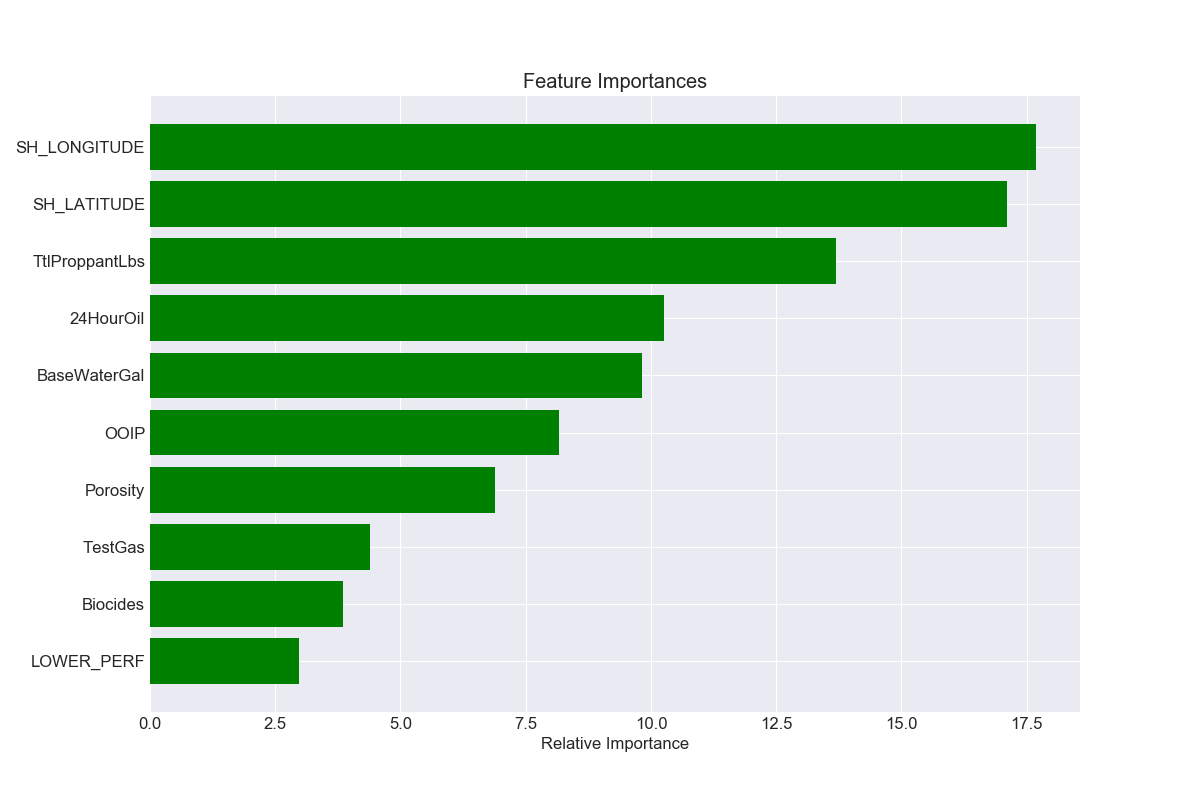 Feature Importances
SH_LONGITUDE
SH_LATITUDE
TtlProppantLbs
24HourOil
BaseWaterGal
OOIP
Porosity
TestGas
Biocides
LOWER_PERF
0.0 2.5 5.0 7.5 10.0 12.5 15.0 17.5
Relative Importance